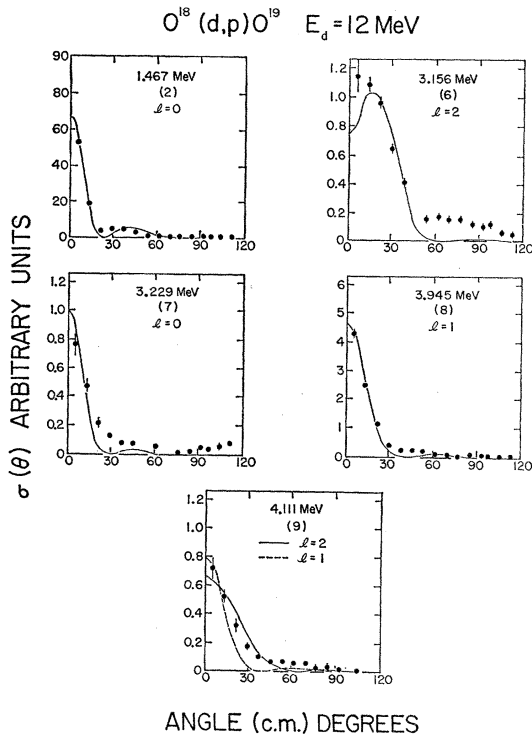 O¹⁸ (d,p) O¹⁹ E_d = 12 MeV
σ (θ) ARBITRARY UNITS
1.467 MeV
(2)
ℓ=0
90
80
60
40
20
0
0 30 60 90 120
3.156 MeV
(6)
ℓ=2
1.2
1.0
0.8
0.6
0.4
0.2
0
0 30 60 90 120
3.229 MeV
(7)
ℓ=0
1.2
1.0
0.8
0.6
0.4
0.2
0
0 30 60 90 120
3.945 MeV
(8)
ℓ=1
6
5
4
3
2
1
0
0 30 60 90 120
4.111 MeV
(9)
ℓ=2
ℓ=1
1.2
1.0
0.8
0.6
0.4
0.2
0
0 30 60 90 120
ANGLE (c.m.) DEGREES